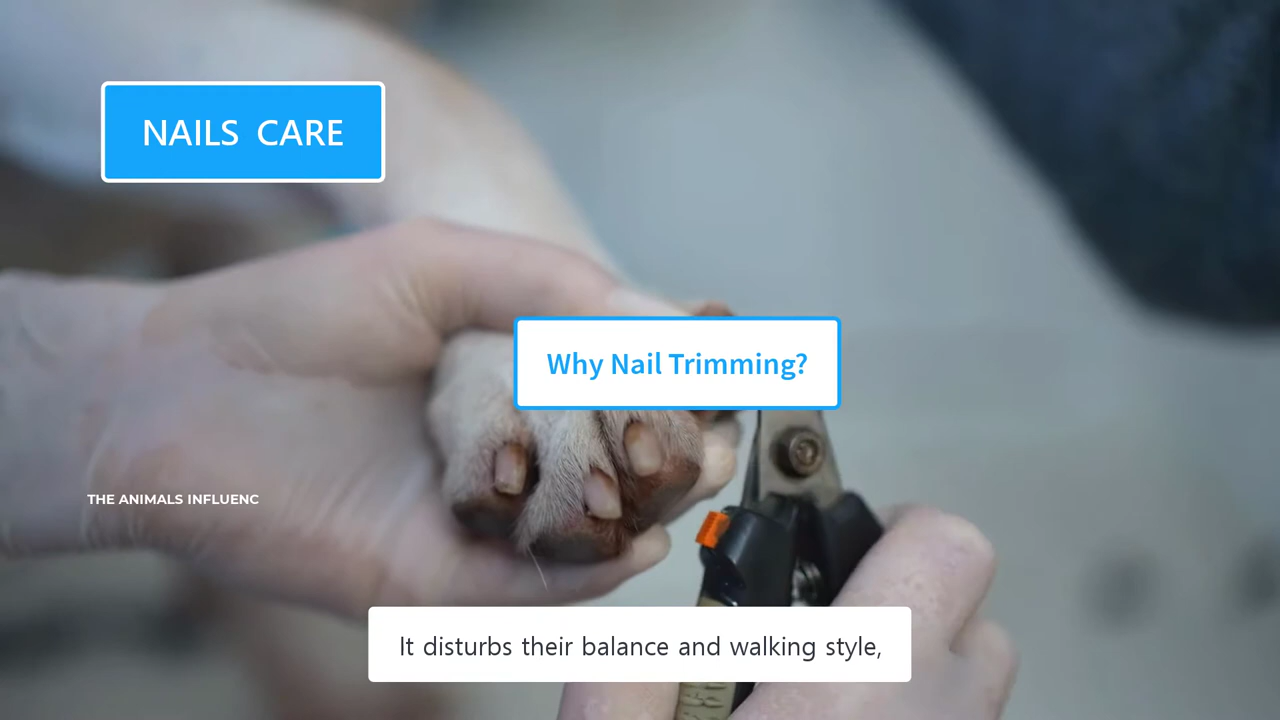 NAILS CARE
Why Nail Trimming?
THE ANIMALS INFLUENC
It disturbs their balance and walking style,